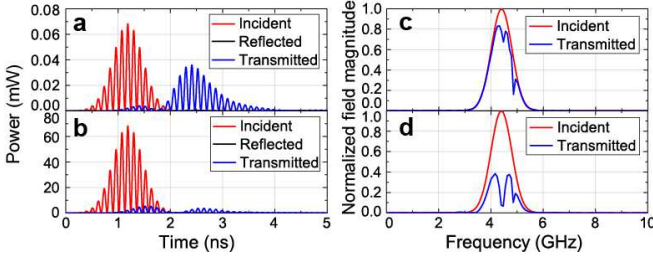 a
Incident
Reflected
Transmitted
0.08
0.06
0.04
0.02
0.00
b
Incident
Reflected
Transmitted
80
60
40
20
0
Power (mW)
0 1 2 3 4 5
Time (ns)
c
Incident
Transmitted
1.0
0.8
0.6
0.4
0.2
0.0
d
Incident
Transmitted
1.0
0.8
0.6
0.4
0.2
0.0
Normalized field magnitude
0 2 4 6 8 10
Frequency (GHz)